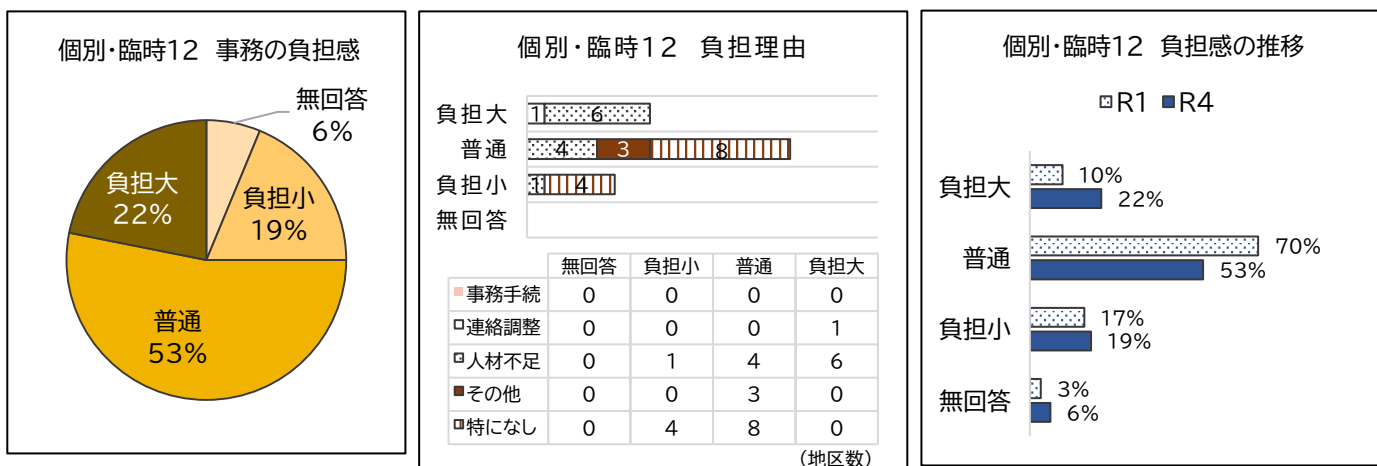 個別・臨時12 事務の負担感
無回答
6%
負担大
22%
負担小
19%
普通
53%
個別・臨時12 負担理由
負担大 1 6
普通 4 3 8
負担小 1 4
無回答
無回答 負担小 普通 負担大
事務手続 0 0 0 0
連絡調整 0 0 0 1
人材不足 0 1 4 6
その他 0 0 3 0
特になし 0 4 8 0
（地区数）
個別・臨時12 負担感の推移
R1 R4
負担大 10%
22%
普通 70%
53%
負担小 17%
19%
無回答 3%
6%